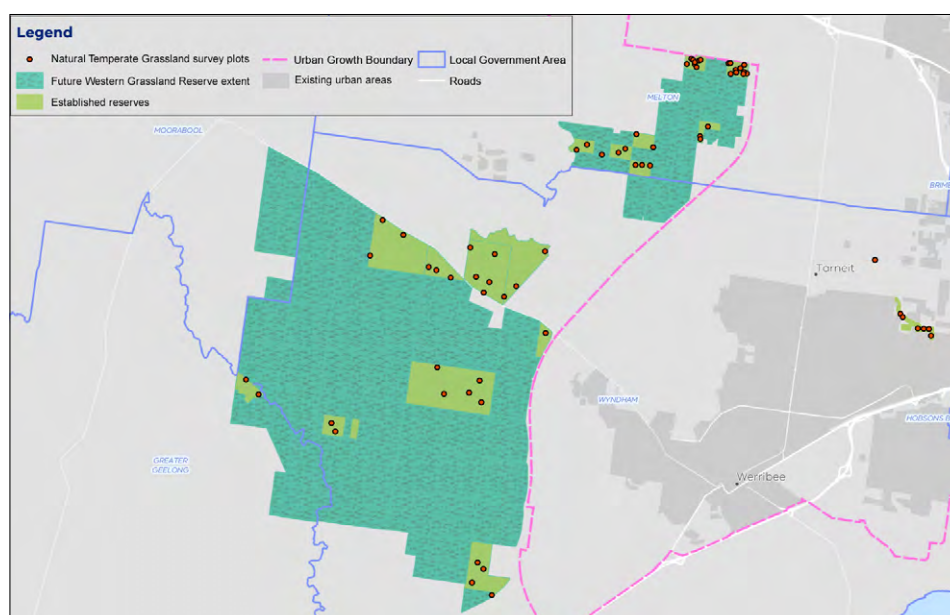 Legend
Natural Temperate Grassland survey plots
Urban Growth Boundary
Local Government Area
Future Western Grassland Reserve extent
Existing urban areas
Roads
Established reserves
MELTON
MOORABOOL
BRIMB
Tarneit
WYNDHAM
HOBSONS B
GREATER
GEELONG
Werribee